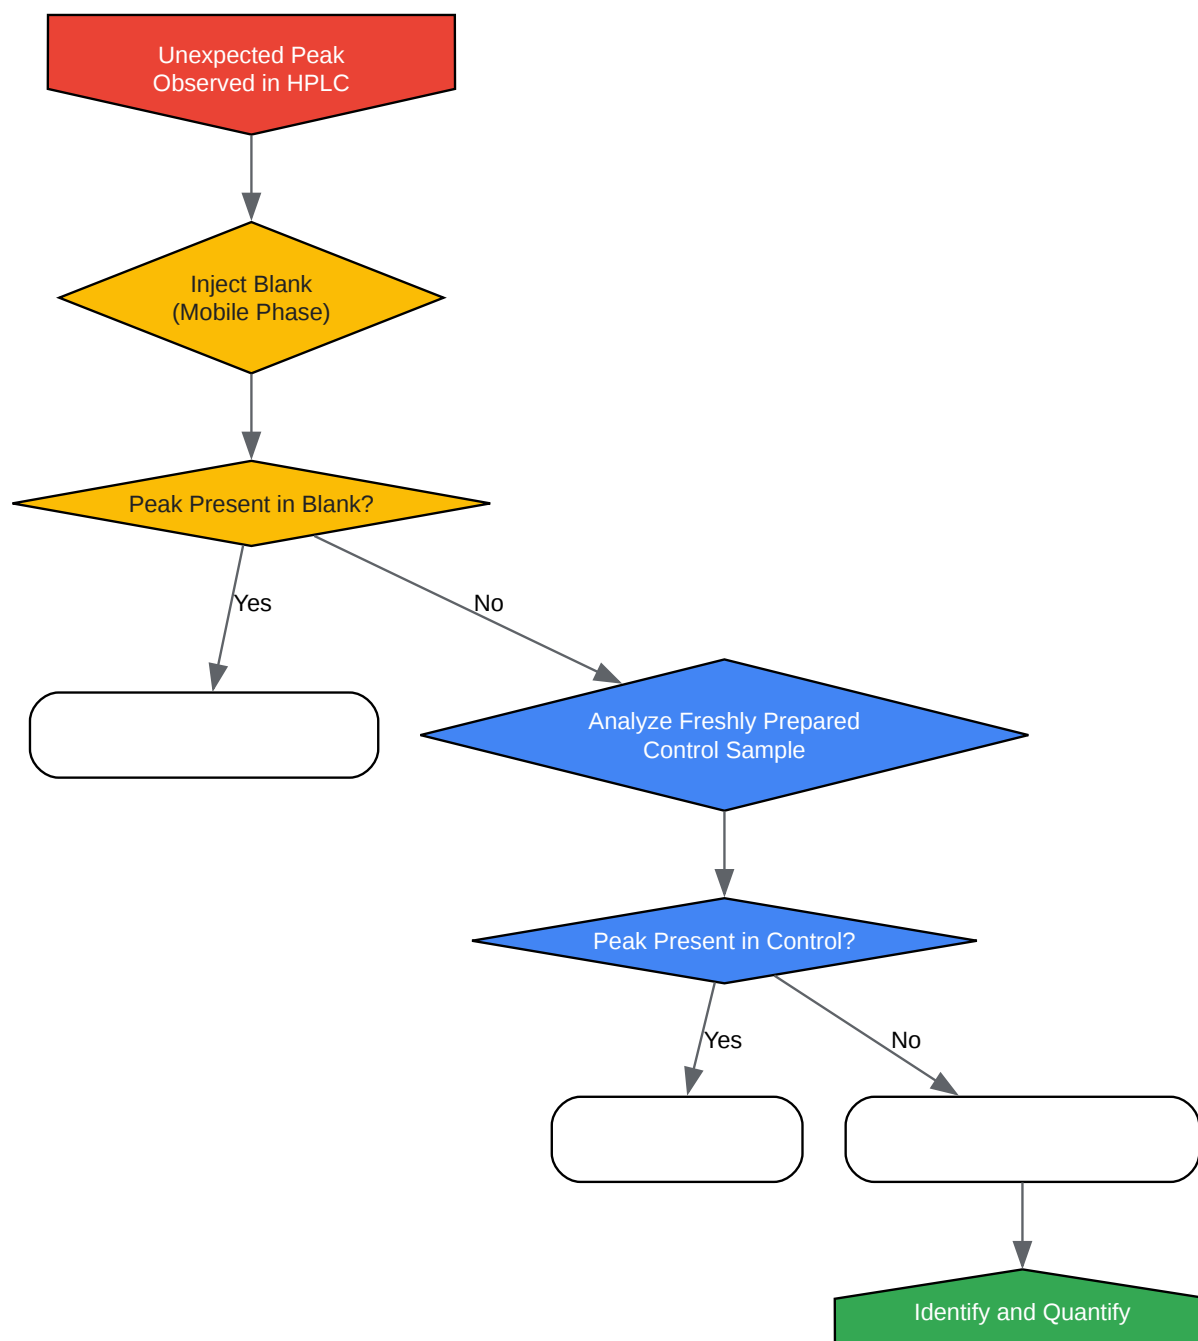 Unexpected Peak
Observed in HPLC
Inject Blank
(Mobile Phase)
Peak Present in Blank?
Yes
No
Analyze Freshly Prepared
Control Sample
Peak Present in Control?
Yes
No
Identify and Quantify